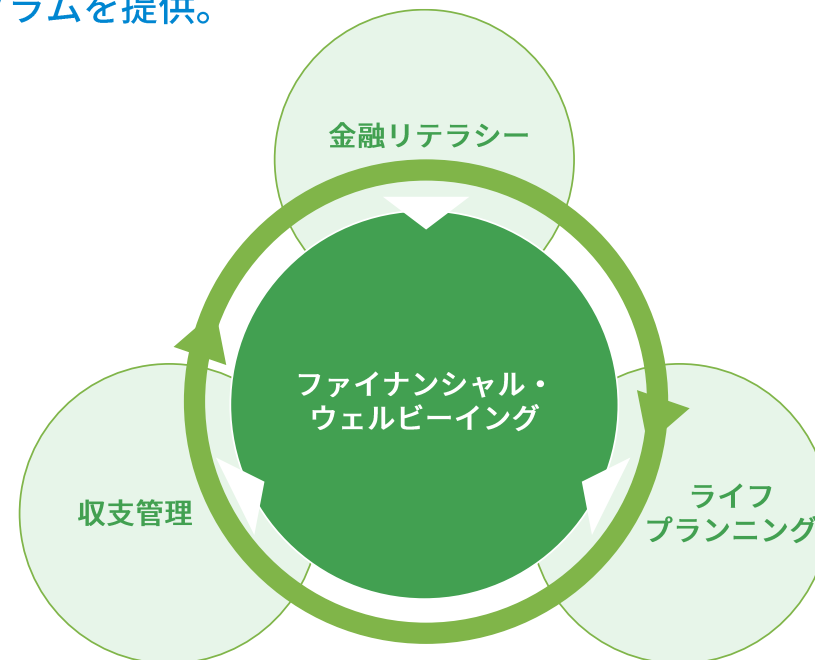 ラムを提供。
金融リテラシー
ファイナンシャル・
ウェルビーイング
収支管理
ライフ
プランニング